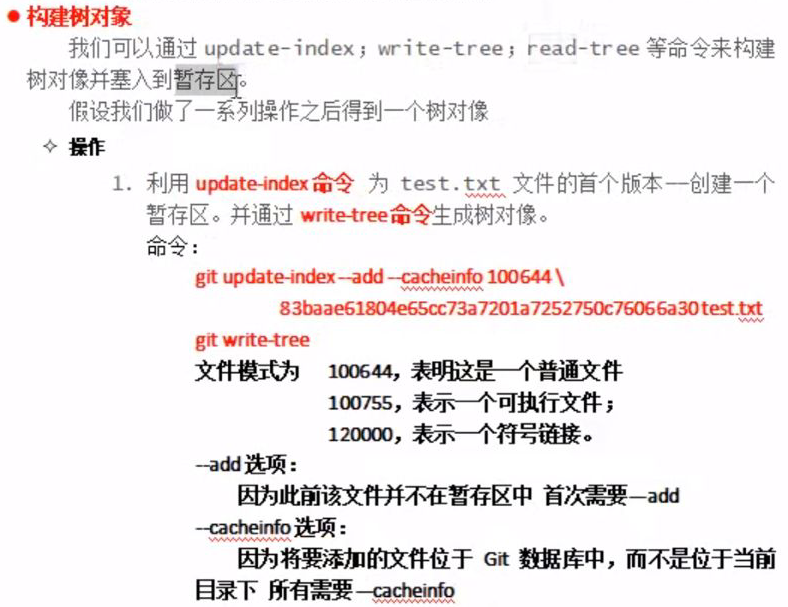 ● 构建树对象
我们可以通过 update-index；write-tree；read-tree 等命令来构建
树对像并塞入到暂存区。
假设我们做了一系列操作之后得到一个树对像
✧ 操作
1. 利用 update-index 命令 为 test.txt 文件的首个版本——创建一个
暂存区。并通过 write-tree 命令生成树对像。
命令：
git update-index --add --cacheinfo 100644 \
83baae61804e65cc73a7201a7252750c76066a30 test.txt
git write-tree
文件模式为 100644，表明这是一个普通文件
100755，表示一个可执行文件；
120000，表示一个符号链接。
--add 选项：
因为此前该文件并不在暂存区中 首次需要—add
--cacheinfo 选项：
因为将要添加的文件位于 Git 数据库中，而不是位于当前
目录下 所有需要—cacheinfo